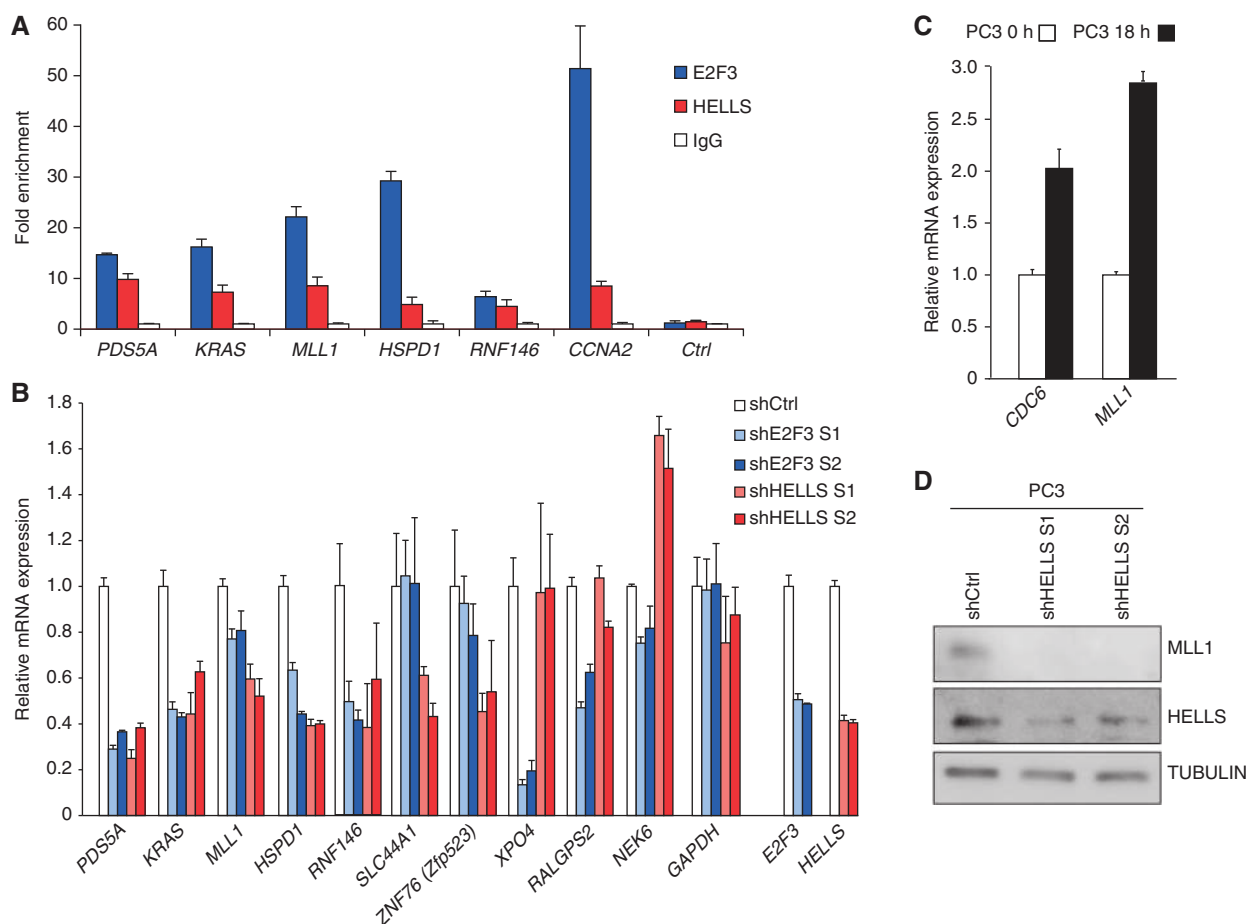 A
Fold enrichment
60
50
40
30
20
10
0
E2F3
HELLS
IgG
PDS5A
KRAS
MLL1
HSPD1
RNF146
CCNA2
Ctrl
B
Relative mRNA expression
1.8
1.6
1.4
1.2
1.0
0.8
0.6
0.4
0.2
0
shCtrl
shE2F3 S1
shE2F3 S2
shHELLS S1
shHELLS S2
PDS5A
KRAS
MLL1
HSPD1
RNF146
SLC44A1
ZNF76 (Zfp523)
XPO4
RALGPS2
NEK6
GAPDH
E2F3
HELLS
C
PC3 0 h
PC3 18 h
Relative mRNA expression
3.0
2.5
2.0
1.5
1.0
0.5
0
CDC6
MLL1
D
PC3
shCtrl
shHELLS S1
shHELLS S2
MLL1
HELLS
TUBULIN